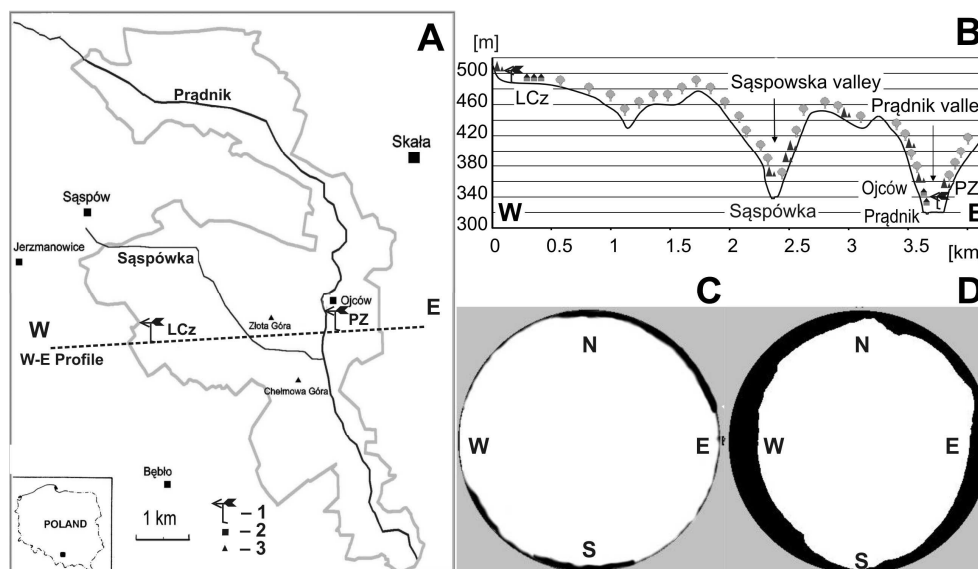 A
Prądnik
Skała
Sąspów
Jerzmanowice
Sąspówka
Ojców
W
LCz
Złota Góra
PZ
E
W-E Profile
Chełmowa Góra
Bębło
1 km
– 1
– 2
– 3
POLAND
B
[m]
500
460
420
380
340
300
LCz
Sąspowska valley
Prądnik valle
Ojców
PZ
W
Sąspówka
Prądnik
E
0
0.5
1
1.5
2
2.5
3
3.5
[km]
C
N
W
E
S
D
N
W
E
S